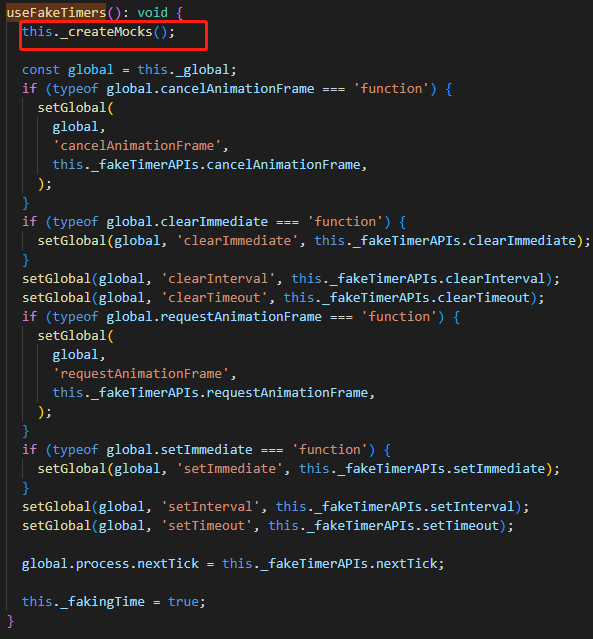 useFakeTimers(): void {
this._createMocks();
const global = this._global;
if (typeof global.cancelAnimationFrame === 'function') {
setGlobal(
global,
'cancelAnimationFrame',
this._fakeTimerAPIs.cancelAnimationFrame,
);
}
if (typeof global.clearImmediate === 'function') {
setGlobal(global, 'clearImmediate', this._fakeTimerAPIs.clearImmediate);
}
setGlobal(global, 'clearInterval', this._fakeTimerAPIs.clearInterval);
setGlobal(global, 'clearTimeout', this._fakeTimerAPIs.clearTimeout);
if (typeof global.requestAnimationFrame === 'function') {
setGlobal(
global,
'requestAnimationFrame',
this._fakeTimerAPIs.requestAnimationFrame,
);
}
if (typeof global.setImmediate === 'function') {
setGlobal(global, 'setImmediate', this._fakeTimerAPIs.setImmediate);
}
setGlobal(global, 'setInterval', this._fakeTimerAPIs.setInterval);
setGlobal(global, 'setTimeout', this._fakeTimerAPIs.setTimeout);
global.process.nextTick = this._fakeTimerAPIs.nextTick;
this._fakingTime = true;
}